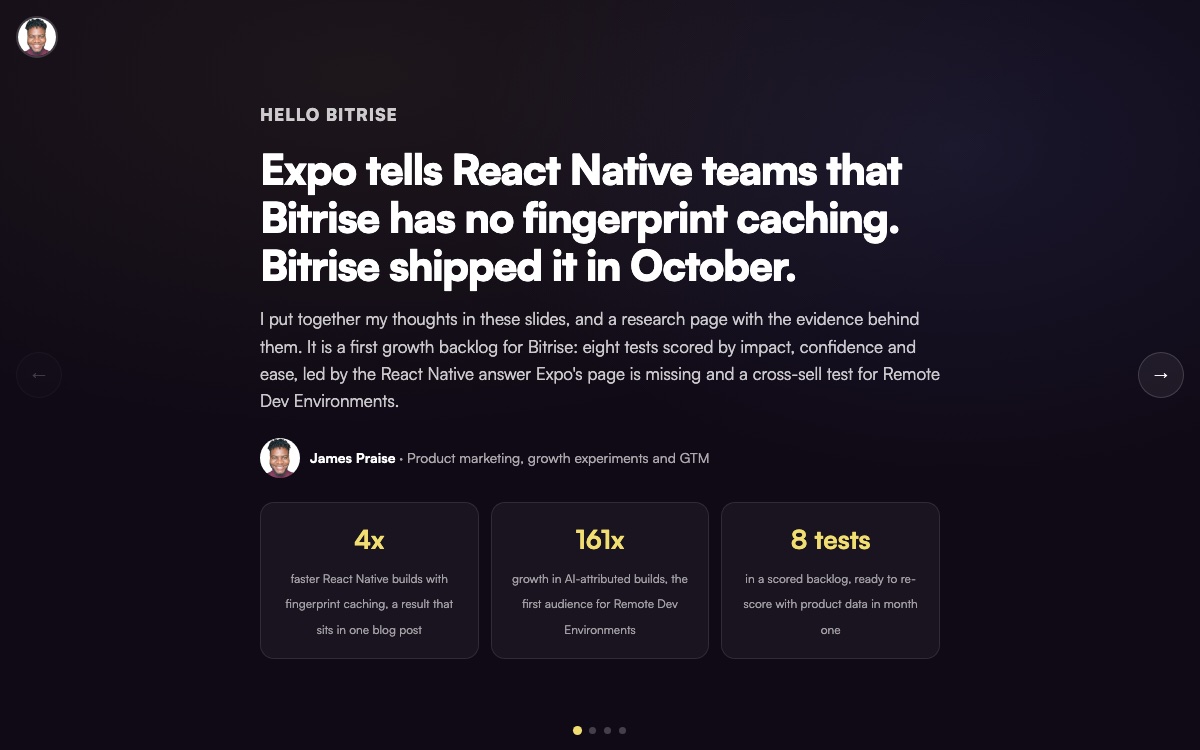 HELLO BITRISE
Expo tells React Native teams that
Bitrise has no fingerprint caching.
Bitrise shipped it in October.
I put together my thoughts in these slides, and a research page with the evidence behind
them. It is a first growth backlog for Bitrise: eight tests scored by impact, confidence and
ease, led by the React Native answer Expo's page is missing and a cross-sell test for Remote
Dev Environments.
←
→
James Praise · Product marketing, growth experiments and GTM
4x
faster React Native builds with
fingerprint caching, a result that
sits in one blog post
161x
growth in AI-attributed builds, the
first audience for Remote Dev
Environments
8 tests
in a scored backlog, ready to re-
score with product data in month
one